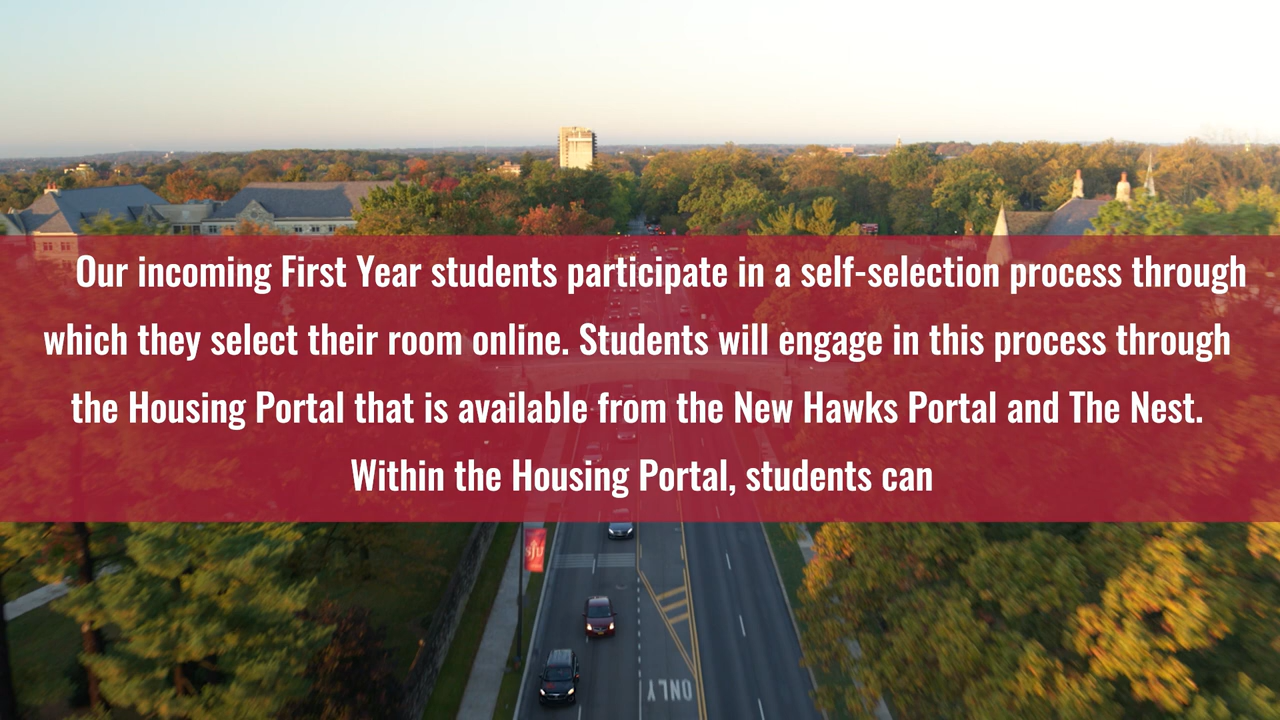 Our incoming First Year students participate in a self-selection process through
which they select their room online. Students will engage in this process through
the Housing Portal that is available from the New Hawks Portal and The Nest.
Within the Housing Portal, students can
SJU
ONLY